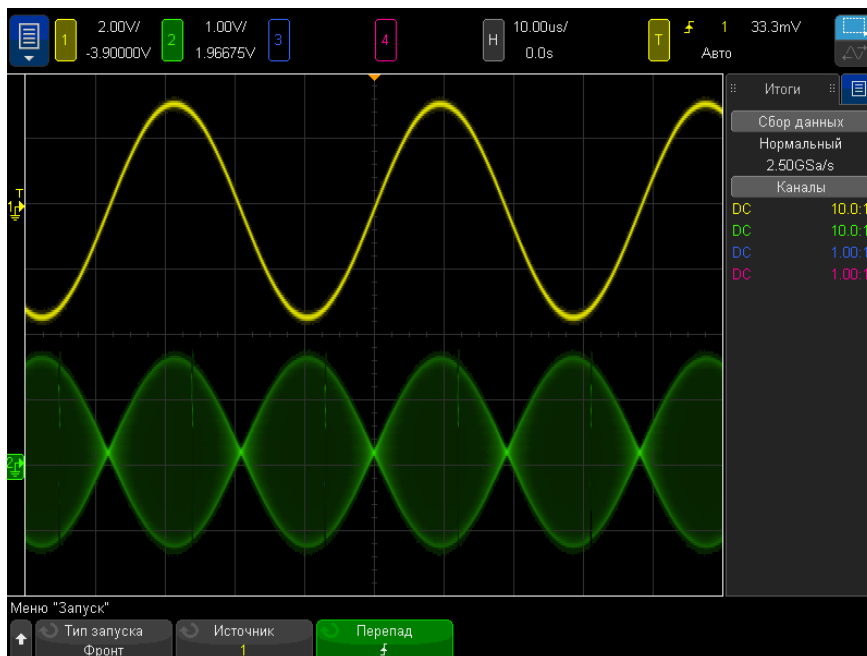 1 2.00V/ 2 1.00V/ 3 4 H 10.00us/ T 1 33.3mV
-3.90000V 1.96675V 0.0s Авто
Итоги
Сбор данных
Нормальный
2.50GSa/s
Каналы
DC 10.0:1
DC 10.0:1
DC 1.00:1
DC 1.00:1
T
1
2
Меню "Запуск"
Тип запуска Источник Перепад
Фронт 1